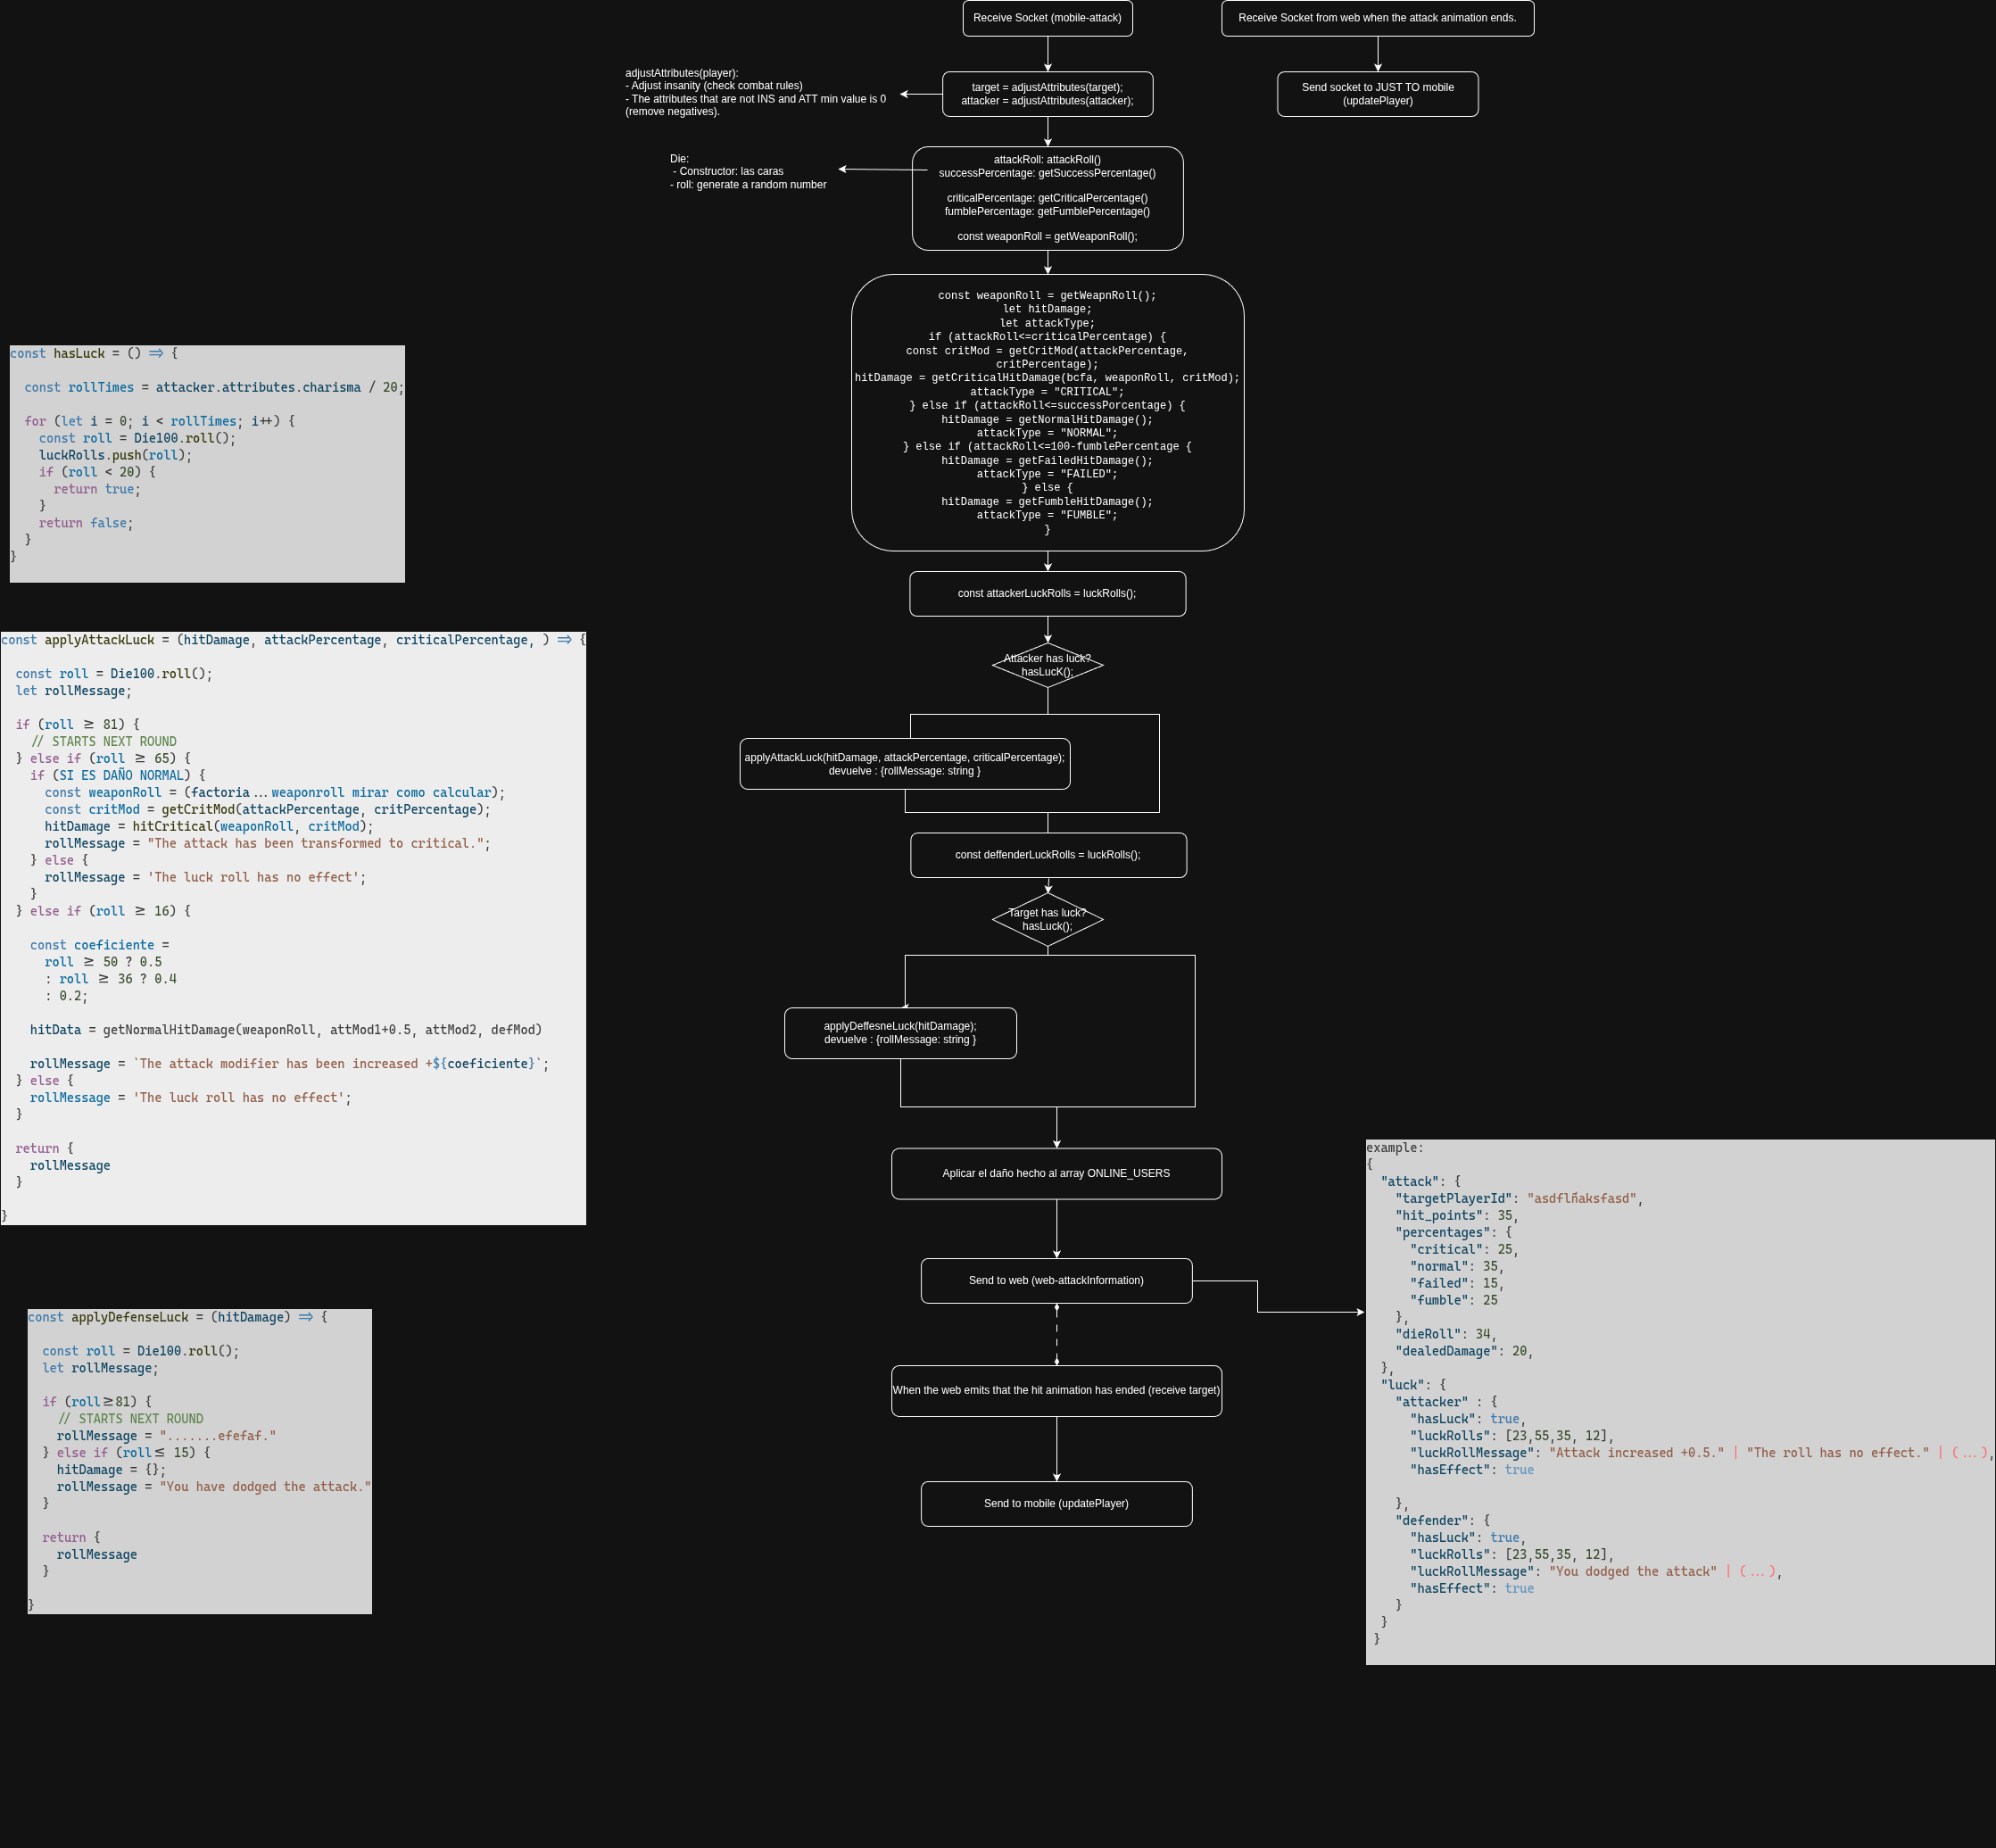 Receive Socket (mobile-attack)
Receive Socket from web when the attack animation ends.
adjustAttributes(player):
- Adjust insanity (check combat rules)
- The attributes that are not INS and ATT min value is 0
(remove negatives).
target = adjustAttributes(target);
attacker = adjustAttributes(attacker);
Send socket to JUST TO mobile
(updatePlayer)
Die:
- Constructor: las caras
- roll: generate a random number
attackRoll: attackRoll()
successPercentage: getSuccessPercentage()
criticalPercentage: getCriticalPercentage()
fumblePercentage: getFumblePercentage()
const weaponRoll = getWeaponRoll();
const weaponRoll = getWeapnRoll();
let hitDamage;
let attackType;
if (attackRoll<=criticalPercentage) {
const critMod = getCritMod(attackPercentage,
critPercentage);
hitDamage = getCriticalHitDamage(bcfa, weaponRoll, critMod);
attackType = "CRITICAL";
} else if (attackRoll<=successPorcentage) {
hitDamage = getNormalHitDamage();
attackType = "NORMAL";
} else if (attackRoll<=100-fumblePercentage {
hitDamage = getFailedHitDamage();
attackType = "FAILED";
} else {
hitDamage = getFumbleHitDamage();
attackType = "FUMBLE";
}
const hasLuck = () => {
const rollTimes = attacker.attributes.charisma / 20;
for (let i = 0; i < rollTimes; i++) {
const roll = Die100.roll();
luckRolls.push(roll);
if (roll < 20) {
return true;
}
return false;
}
}
const attackerLuckRolls = luckRolls();
Attacker has luck?
hasLucK();
applyAttackLuck(hitDamage, attackPercentage, criticalPercentage);
devuelve : {rollMessage: string }
const deffenderLuckRolls = luckRolls();
Target has luck?
hasLuck();
applyDeffesneLuck(hitDamage);
devuelve : {rollMessage: string }
Aplicar el daño hecho al array ONLINE_USERS
Send to web (web-attackInformation)
When the web emits that the hit animation has ended (receive target)
Send to mobile (updatePlayer)
const applyAttackLuck = (hitDamage, attackPercentage, criticalPercentage, ) => {
const roll = Die100.roll();
let rollMessage;
if (roll >= 81) {
// STARTS NEXT ROUND
} else if (roll >= 65) {
if (SI ES DAÑO NORMAL) {
const weaponRoll = (factoria...weaponroll mirar como calcular);
const critMod = getCritMod(attackPercentage, critPercentage);
hitDamage = hitCritical(weaponRoll, critMod);
rollMessage = "The attack has been transformed to critical.";
} else {
rollMessage = 'The luck roll has no effect';
}
} else if (roll >= 16) {
const coeficiente =
roll >= 50 ? 0.5
: roll >= 36 ? 0.4
: 0.2;
hitData = getNormalHitDamage(weaponRoll, attMod1+0.5, attMod2, defMod)
rollMessage = `The attack modifier has been increased +${coeficiente}`;
} else {
rollMessage = 'The luck roll has no effect';
}
return {
rollMessage
}
}
const applyDefenseLuck = (hitDamage) => {
const roll = Die100.roll();
let rollMessage;
if (roll>=81) {
// STARTS NEXT ROUND
rollMessage = ".......efefaf."
} else if (roll<= 15) {
hitDamage = {};
rollMessage = "You have dodged the attack."
}
return {
rollMessage
}
}
example:
{
"attack": {
"targetPlayerId": "asdflñaksfasd",
"hit_points": 35,
"percentages": {
"critical": 25,
"normal": 35,
"failed": 15,
"fumble": 25
},
"dieRoll": 34,
"dealedDamage": 20,
},
"luck": {
"attacker" : {
"hasLuck": true,
"luckRolls": [23,55,35, 12],
"luckRollMessage": "Attack increased +0.5." | "The roll has no effect." | (...),
"hasEffect": true
},
"defender": {
"hasLuck": true,
"luckRolls": [23,55,35, 12],
"luckRollMessage": "You dodged the attack" | (...),
"hasEffect": true
}
}
}